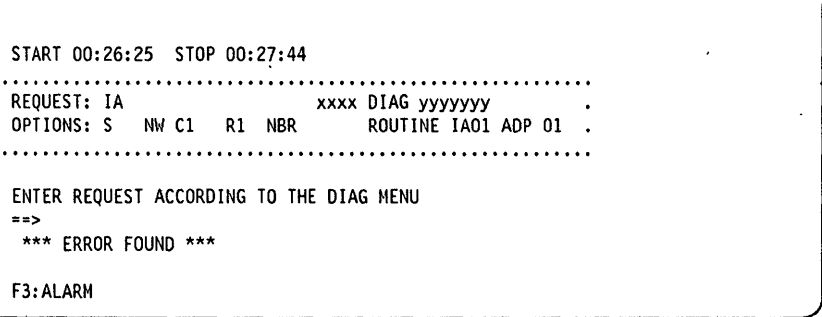 START 00:26:25 STOP 00:27:44
............................................................
REQUEST: IA xxxx DIAG yyyyyyy .
OPTIONS: S NW C1 R1 NBR ROUTINE IA01 ADP 01 .
............................................................
ENTER REQUEST ACCORDING TO THE DIAG MENU
==>
*** ERROR FOUND ***
F3:ALARM